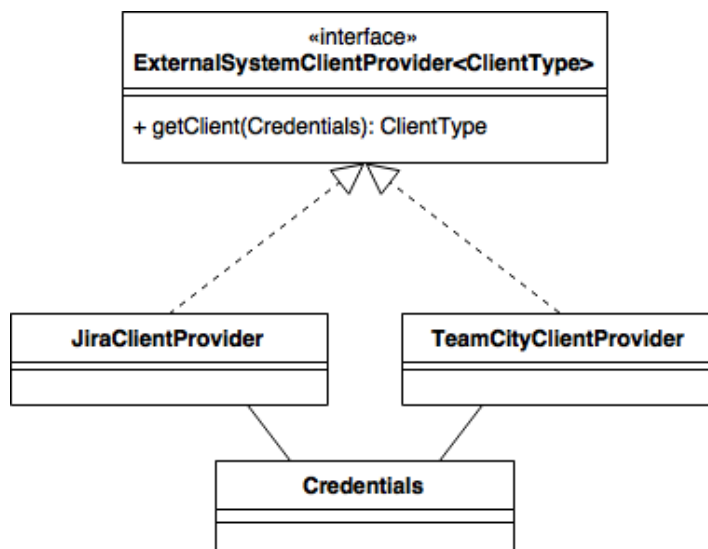 «interface»
ExternalSystemClientProvider<ClientType>
+ getClient(Credentials): ClientType
JiraClientProvider
TeamCityClientProvider
Credentials